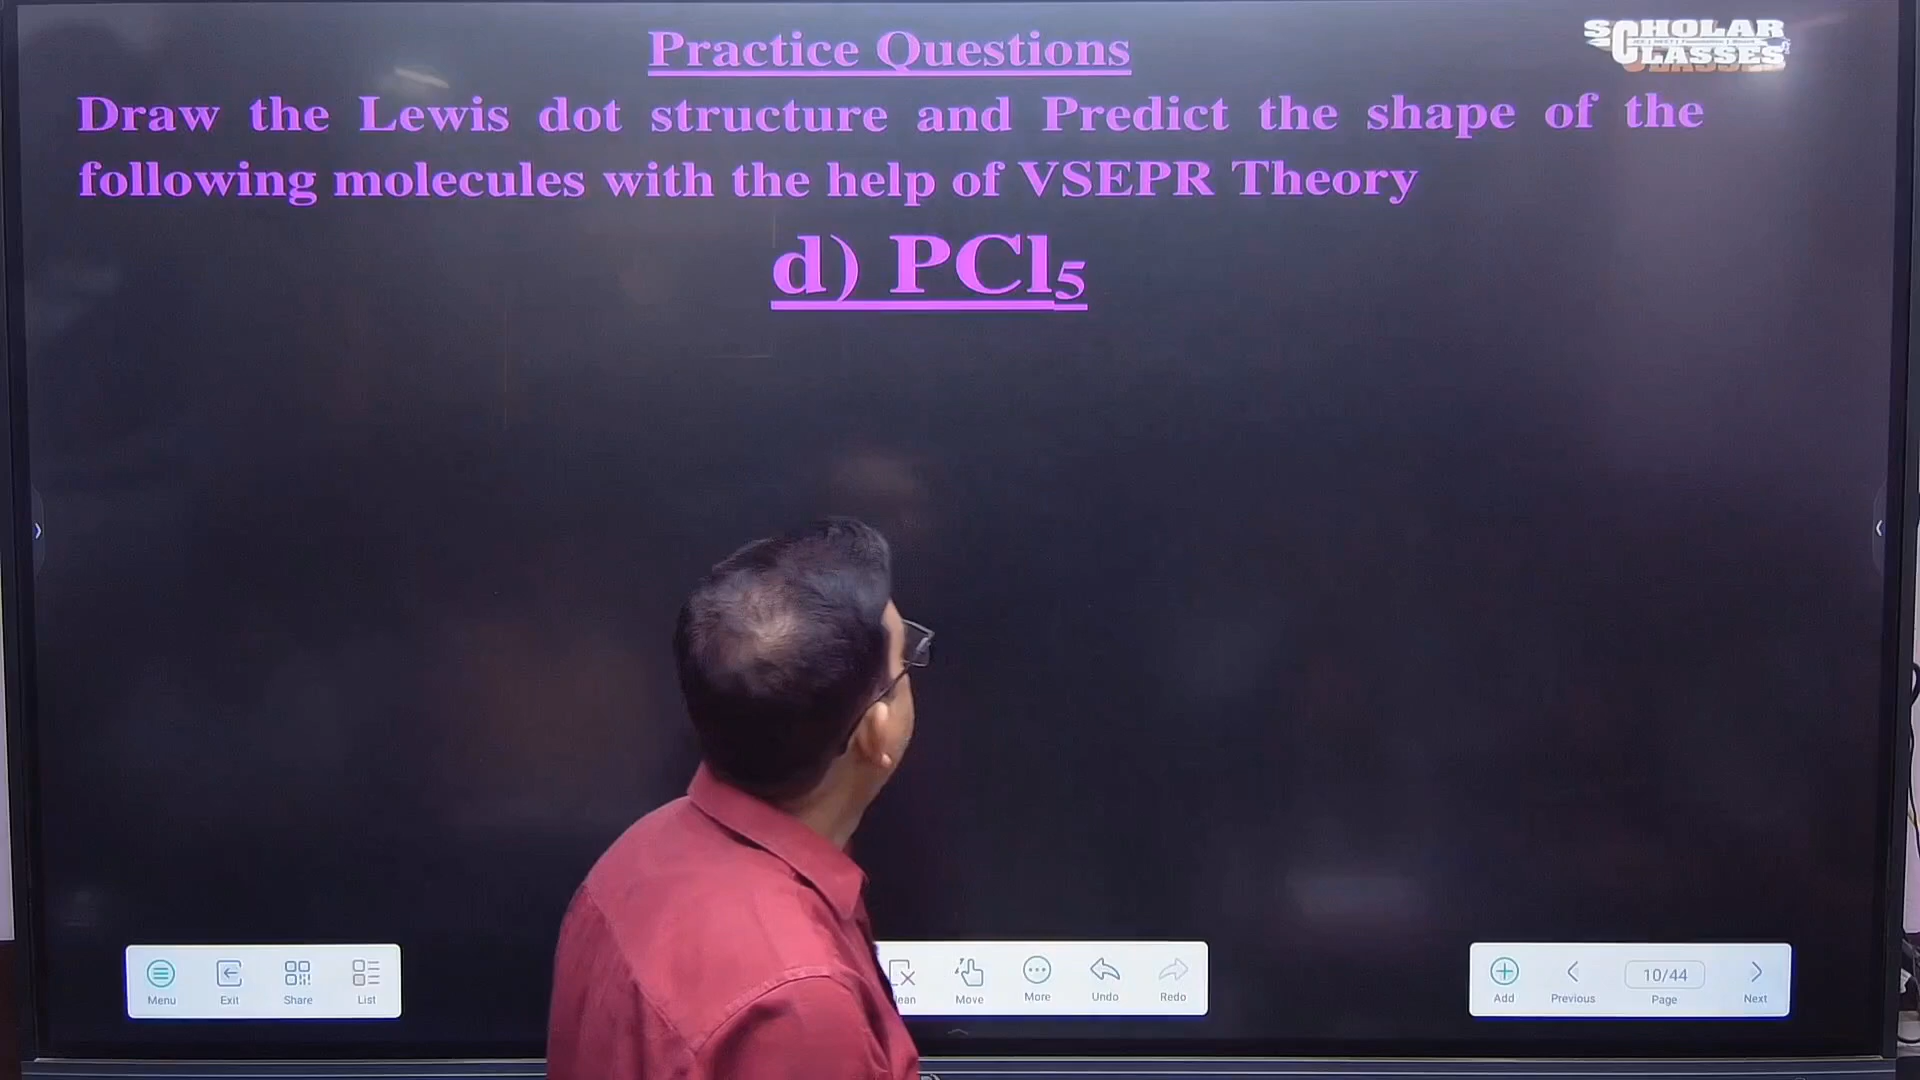 Practice Questions
SCHOLAR
CLASSES
Draw the Lewis dot structure and Predict the shape of the
following molecules with the help of VSEPR Theory
d) PCl₅
Menu
Exit
Share
List
Move
More
Undo
Redo
Add
Previous
10/44
Page
Next